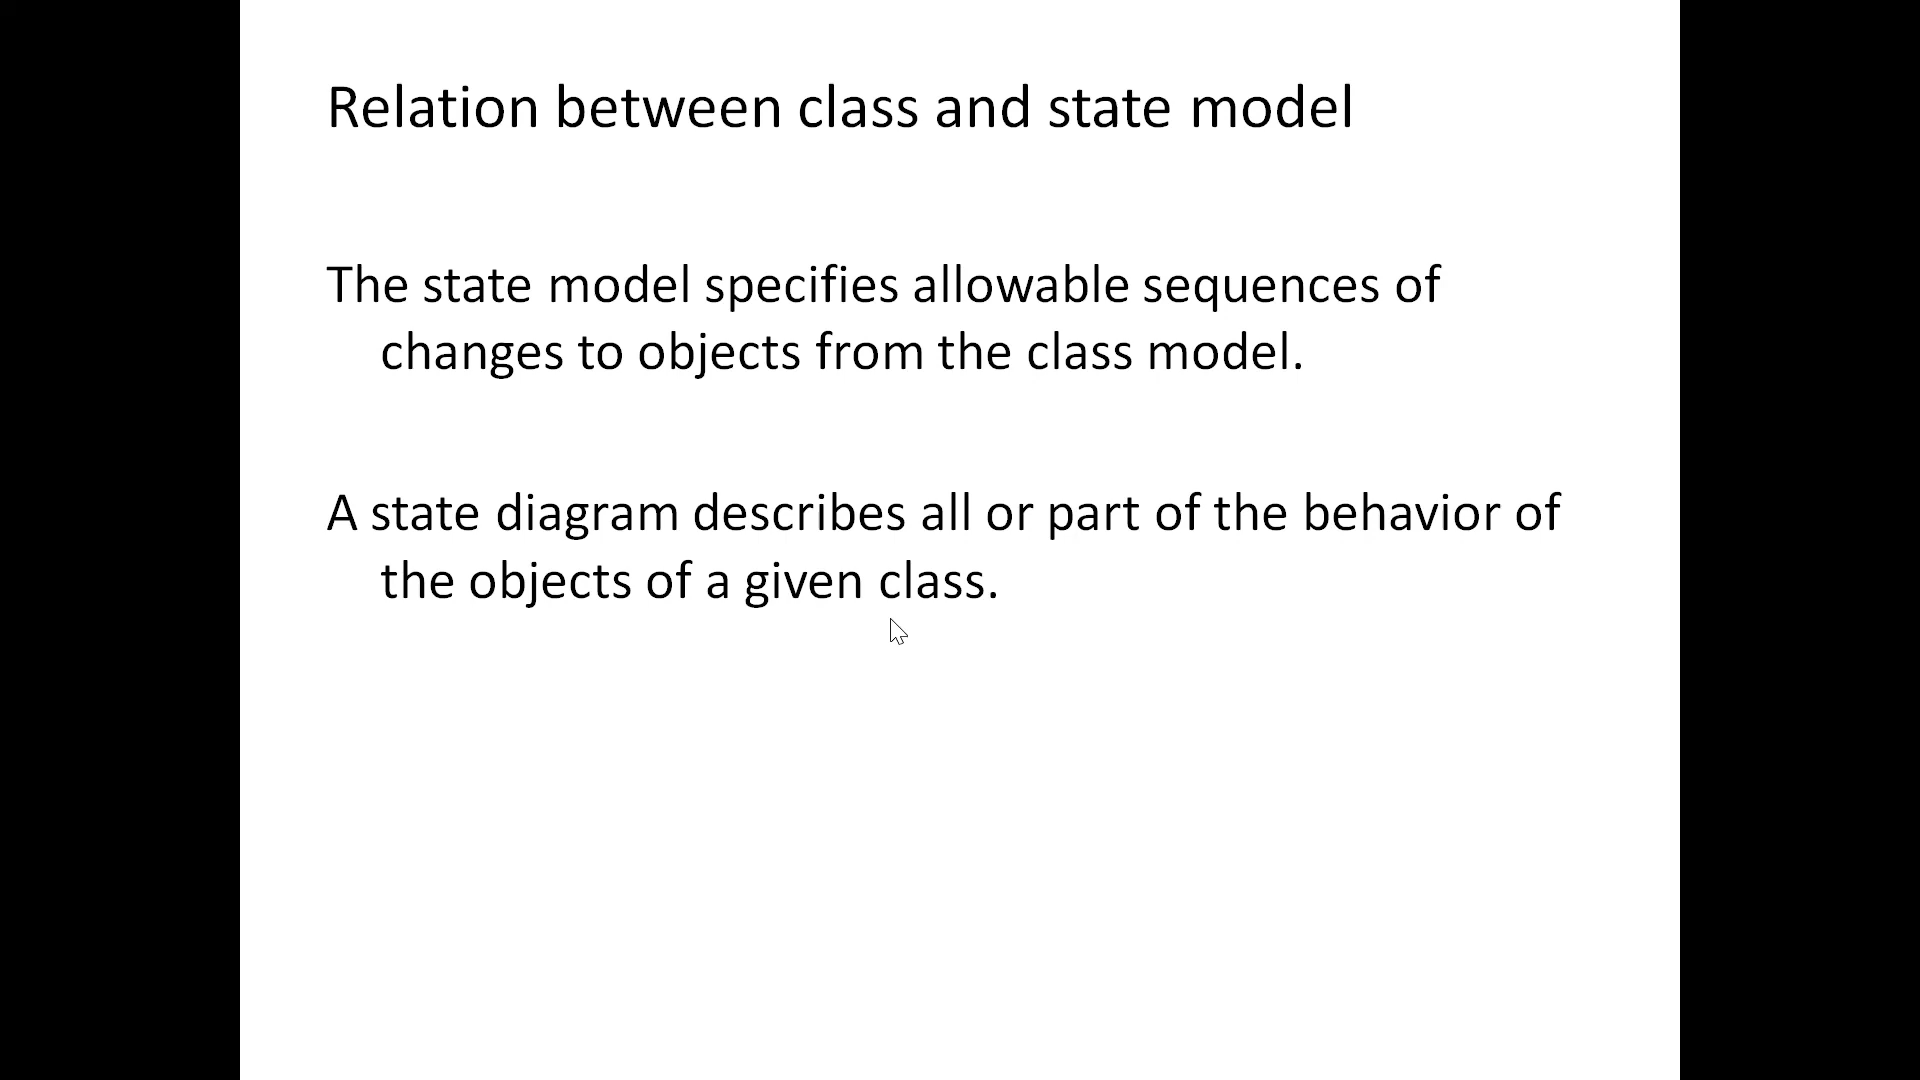 Relation between class and state model
The state model specifies allowable sequences of
changes to objects from the class model.
A state diagram describes all or part of the behavior of
the objects of a given class.